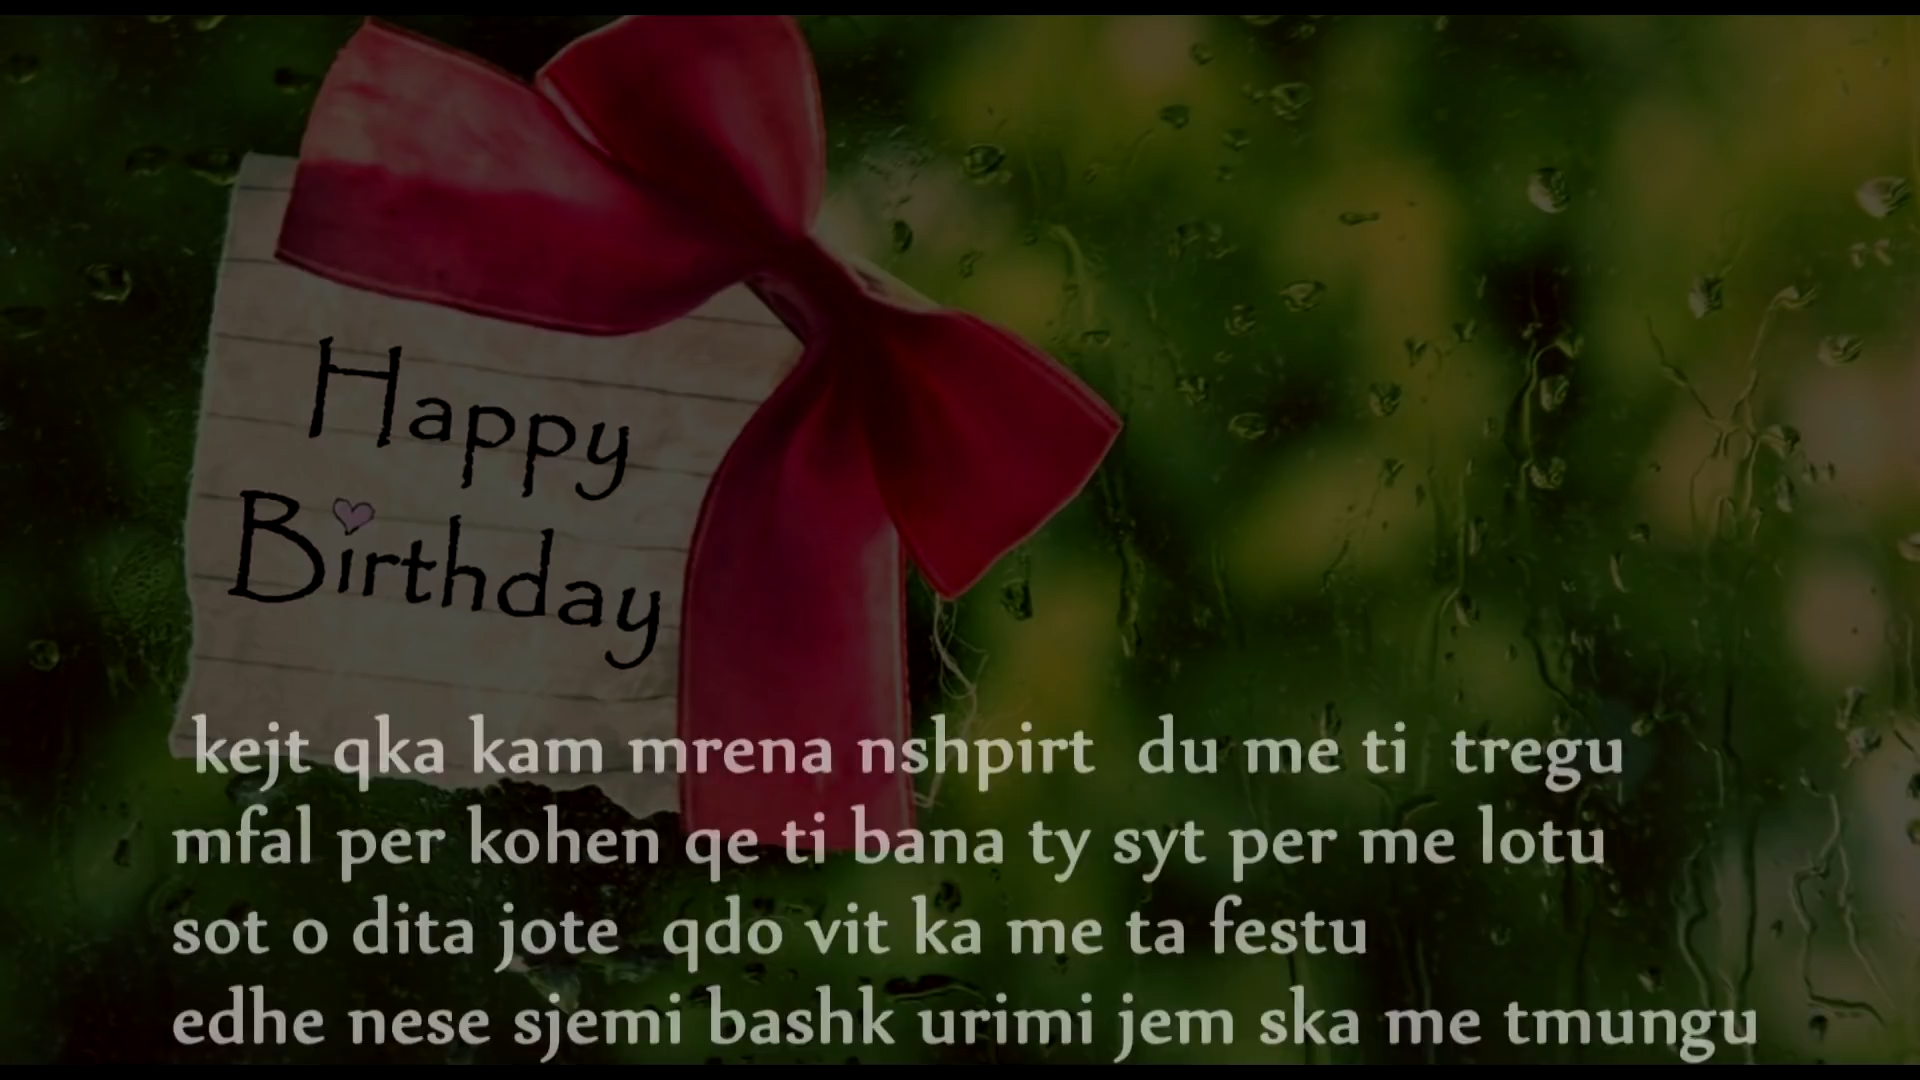 Happy
Birthday
kejt qka kam mrena nshpirt du me ti tregu
mfal per kohen qe ti bana ty syt per me lotu
sot o dita jote qdo vit ka me ta festu
edhe nese sjemi bashk urimi jem ska me tmungu